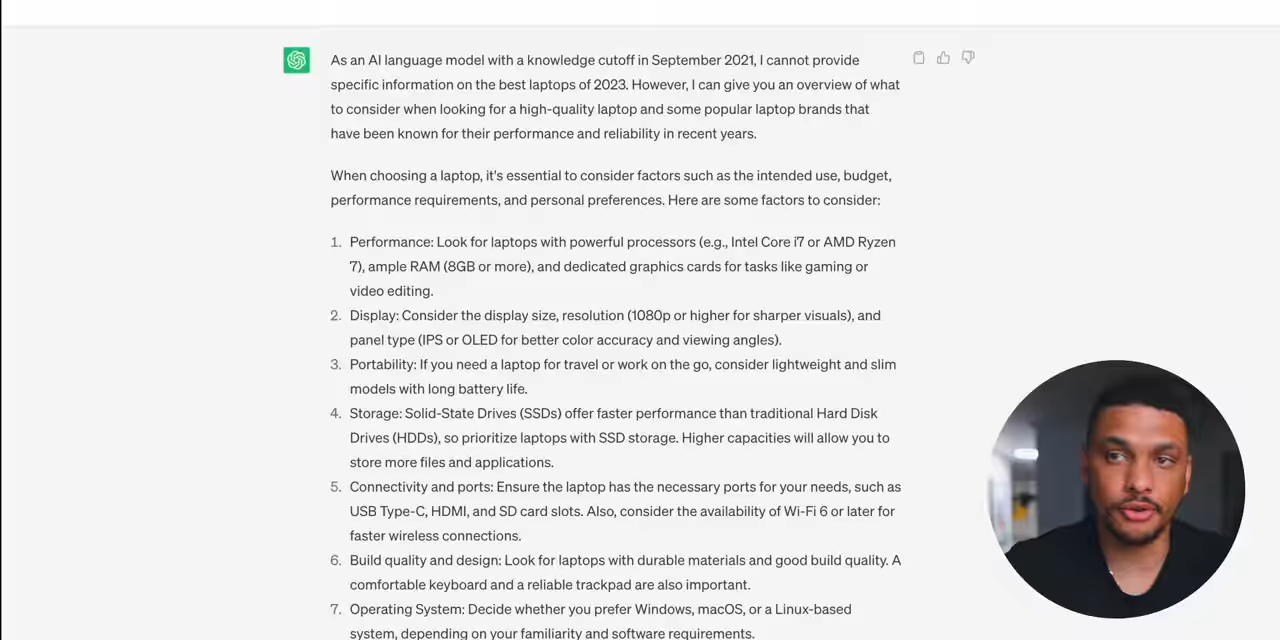 As an AI language model with a knowledge cutoff in September 2021, I cannot provide
specific information on the best laptops of 2023. However, I can give you an overview of what
to consider when looking for a high-quality laptop and some popular laptop brands that
have been known for their performance and reliability in recent years.
When choosing a laptop, it's essential to consider factors such as the intended use, budget,
performance requirements, and personal preferences. Here are some factors to consider:
1. Performance: Look for laptops with powerful processors (e.g., Intel Core i7 or AMD Ryzen
7), ample RAM (8GB or more), and dedicated graphics cards for tasks like gaming or
video editing.
2. Display: Consider the display size, resolution (1080p or higher for sharper visuals), and
panel type (IPS or OLED for better color accuracy and viewing angles).
3. Portability: If you need a laptop for travel or work on the go, consider lightweight and slim
models with long battery life.
4. Storage: Solid-State Drives (SSDs) offer faster performance than traditional Hard Disk
Drives (HDDs), so prioritize laptops with SSD storage. Higher capacities will allow you to
store more files and applications.
5. Connectivity and ports: Ensure the laptop has the necessary ports for your needs, such as
USB Type-C, HDMI, and SD card slots. Also, consider the availability of Wi-Fi 6 or later for
faster wireless connections.
6. Build quality and design: Look for laptops with durable materials and good build quality. A
comfortable keyboard and a reliable trackpad are also important.
7. Operating System: Decide whether you prefer Windows, macOS, or a Linux-based
system, depending on your familiarity and software requirements.